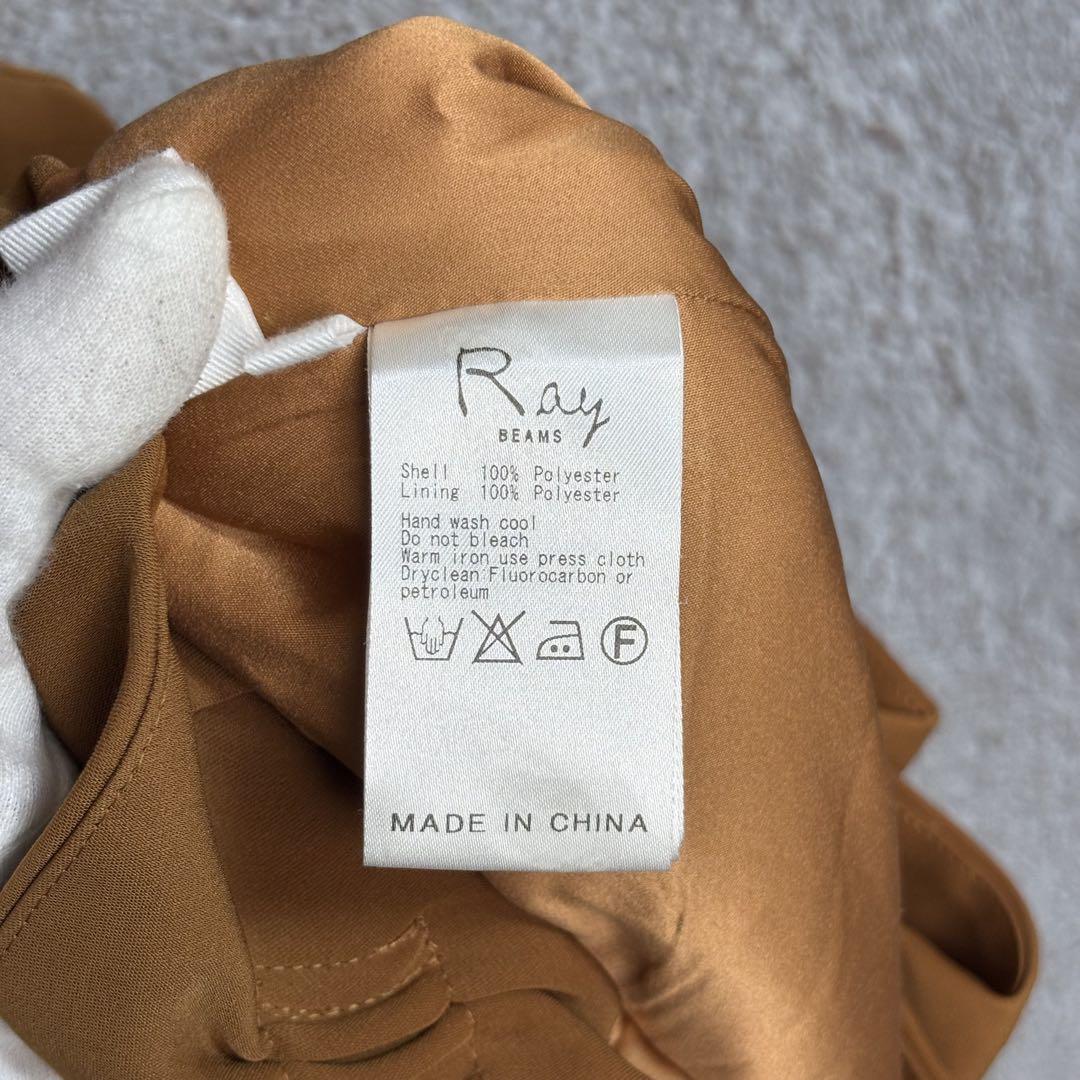 Ray
BEAMS
Shell 100% Polyester
Lining 100% Polyester
Hand wash cool
Do not bleach
Warm iron use press cloth
Dryclean Fluorocarbon or
petroleum
F
MADE IN CHINA